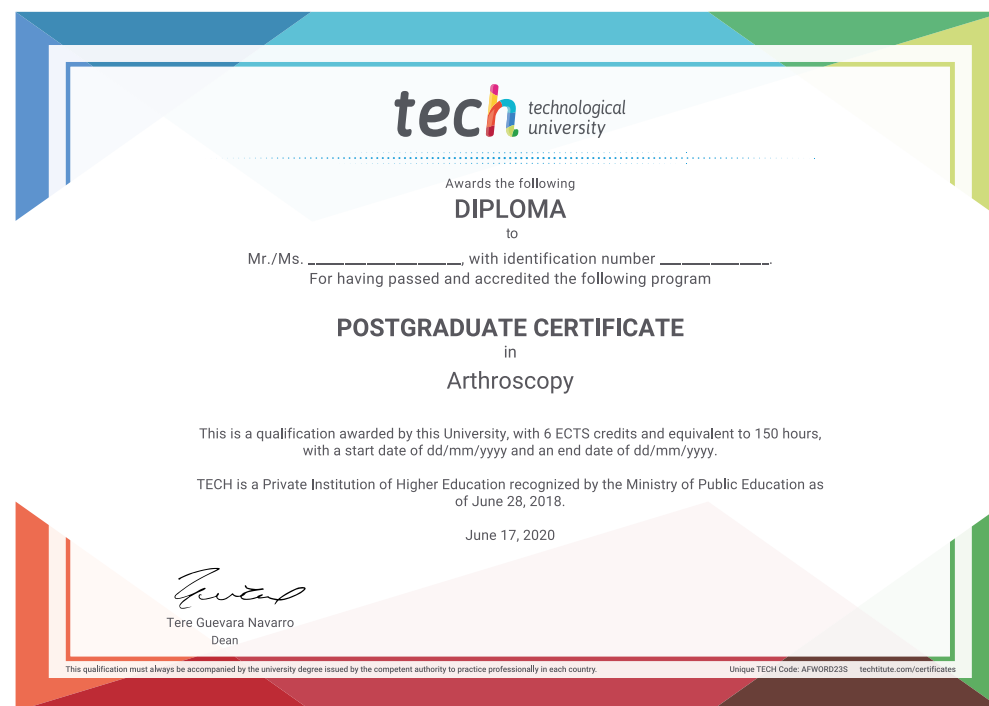 tech technological
university
Awards the following
DIPLOMA
to
Mr./Ms. ____________________, with identification number ______________.
For having passed and accredited the following program
POSTGRADUATE CERTIFICATE
in
Arthroscopy
This is a qualification awarded by this University, with 6 ECTS credits and equivalent to 150 hours,
with a start date of dd/mm/yyyy and an end date of dd/mm/yyyy.
TECH is a Private Institution of Higher Education recognized by the Ministry of Public Education as
of June 28, 2018.
June 17, 2020
Tere Guevara Navarro
Dean
This qualification must always be accompanied by the university degree issued by the competent authority to practice professionally in each country. Unique TECH Code: AFWORD23S techtitute.com/certificates